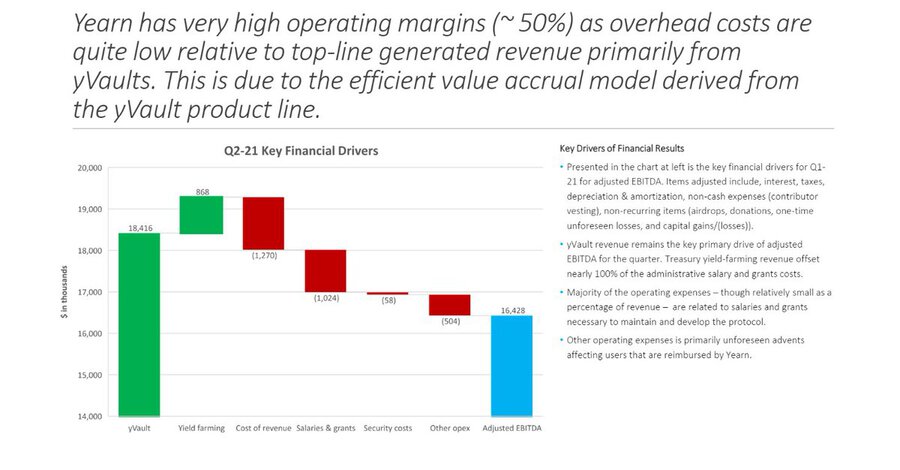 Yearn has very high operating margins (~ 50%) as overhead costs are
quite low relative to top-line generated revenue primarily from
yVaults. This is due to the efficient value accrual model derived from
the yVault product line.
Q2-21 Key Financial Drivers
20,000
19,000
18,000
17,000
16,000
15,000
14,000
$ in thousands
18,416
868
(1,270)
(1,024)
(58)
(504)
16,428
yVault
Yield farming
Cost of revenue
Salaries & grants
Security costs
Other opex
Adjusted EBITDA
Key Drivers of Financial Results
• Presented in the chart at left is the key financial drivers for Q1-
21 for adjusted EBITDA. Items adjusted include, interest, taxes,
depreciation & amortization, non-cash expenses (contributor
vesting), non-recurring items (airdrops, donations, one-time
unforeseen losses, and capital gains/(losses)).
• yVault revenue remains the key primary drive of adjusted
EBITDA for the quarter. Treasury yield-farming revenue offset
nearly 100% of the administrative salary and grants costs.
• Majority of the operating expenses – though relatively small as a
percentage of revenue – are related to salaries and grants
necessary to maintain and develop the protocol.
• Other operating expenses is primarily unforeseen advents
affecting users that are reimbursed by Yearn.